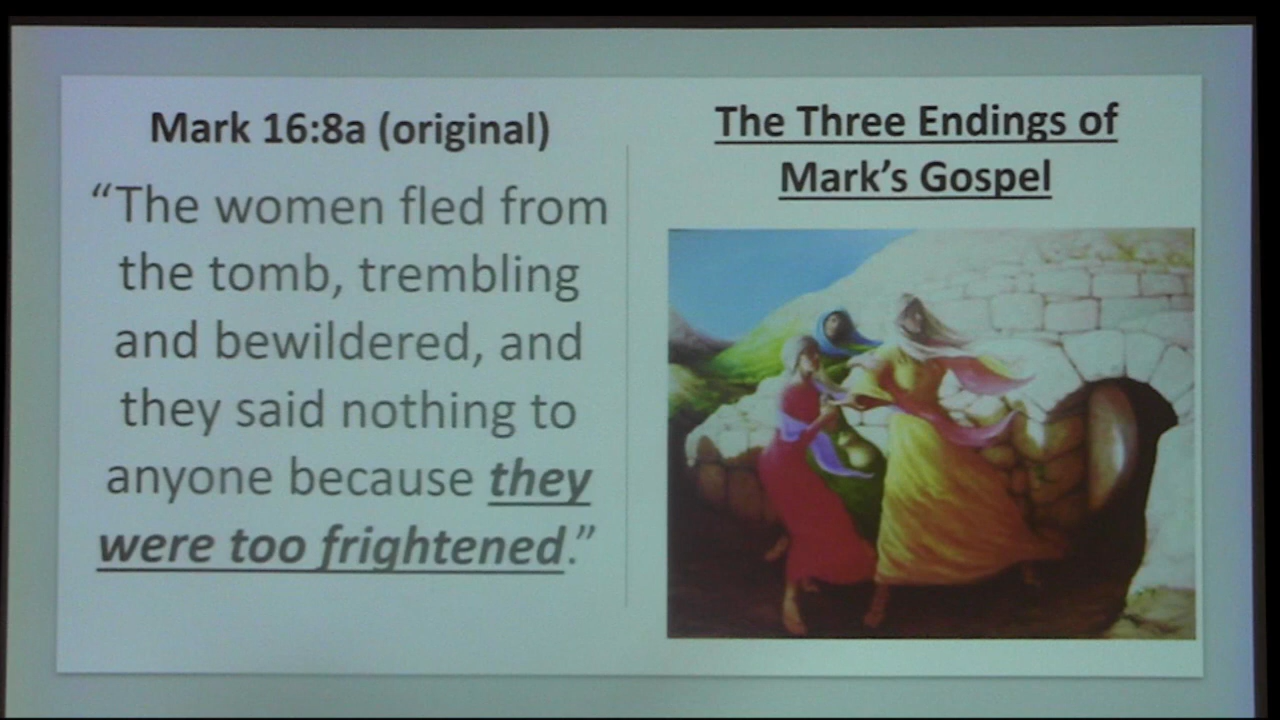 Mark 16:8a (original)
“The women fled from
the tomb, trembling
and bewildered, and
they said nothing to
anyone because they
were too frightened.”
The Three Endings of
Mark’s Gospel